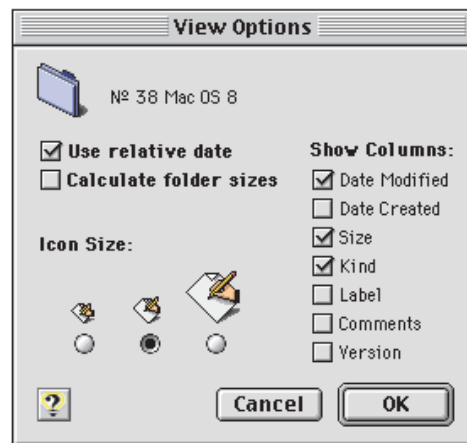 View Options
№ 38 Mac OS 8
Use relative date
Calculate folder sizes
Icon Size:
Show Columns:
Date Modified
Date Created
Size
Kind
Label
Comments
Version
?
Cancel
OK